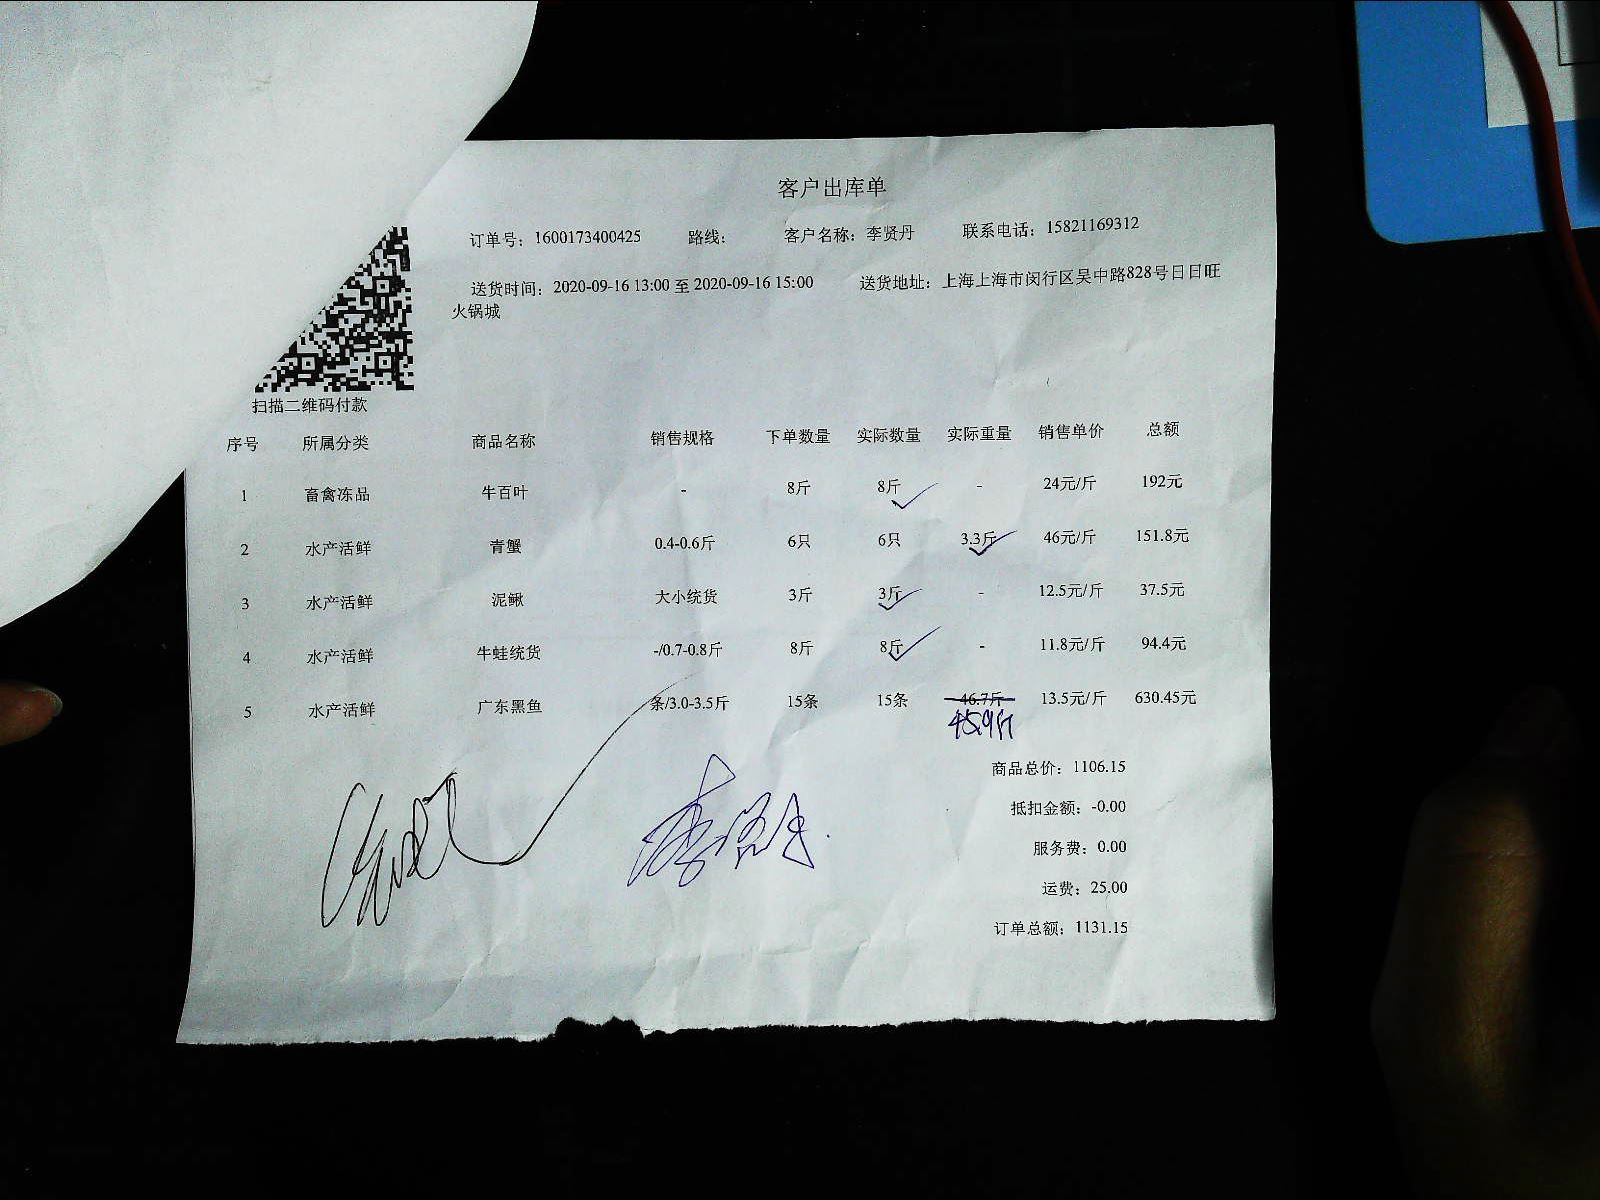 客户出库单
订单号：1600173400425 路线： 客户名称：李贤丹 联系电话：15821169312
送货时间：2020-09-16 13:00 至 2020-09-16 15:00 送货地址：上海上海市闵行区吴中路828号日日旺
火锅城
扫描二维码付款
序号 所属分类 商品名称 销售规格 下单数量 实际数量 实际重量 销售单价 总额
1 畜禽冻品 牛百叶 - 8斤 8斤 - 24元/斤 192元
2 水产活鲜 青蟹 0.4-0.6斤 6只 6只 3.3斤 46元/斤 151.8元
3 水产活鲜 泥鳅 大小统货 3斤 3斤 - 12.5元/斤 37.5元
4 水产活鲜 牛蛙统货 -/0.7-0.8斤 8斤 8斤 - 11.8元/斤 94.4元
5 水产活鲜 广东黑鱼 条/3.0-3.5斤 15条 15条 46.7斤 13.5元/斤 630.45元
45.9斤
商品总价：1106.15
抵扣金额：-0.00
服务费：0.00
运费：25.00
订单总额：1131.15